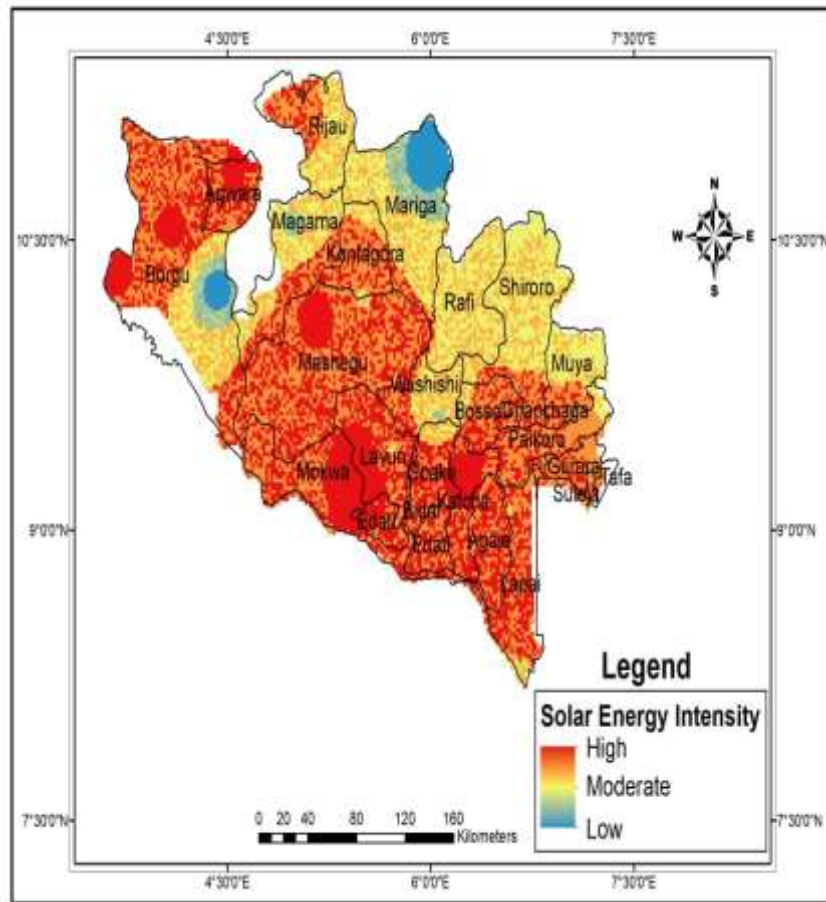 4°30'0"E 6°0'0"E 7°30'0"E
Rijau
Agwara
Mariga
Magama
10°30'0"N 10°30'0"N
N
W E
S
Kontagora
Borgu
Shiroro
Rafi
Mashegu
Muya
Wushishi
Bosso Chanchaga
Paikoro
Lavun
Gurara
Mokwa
Gbako
Tafa
Katcha
Suleja
9°0'0"N 9°0'0"N
Agaie
Lapai
Legend
Solar Energy Intensity
High
Moderate
Low
0 20 40 80 120 160
Kilometers
7°30'0"N 7°30'0"N
4°30'0"E 6°0'0"E 7°30'0"E